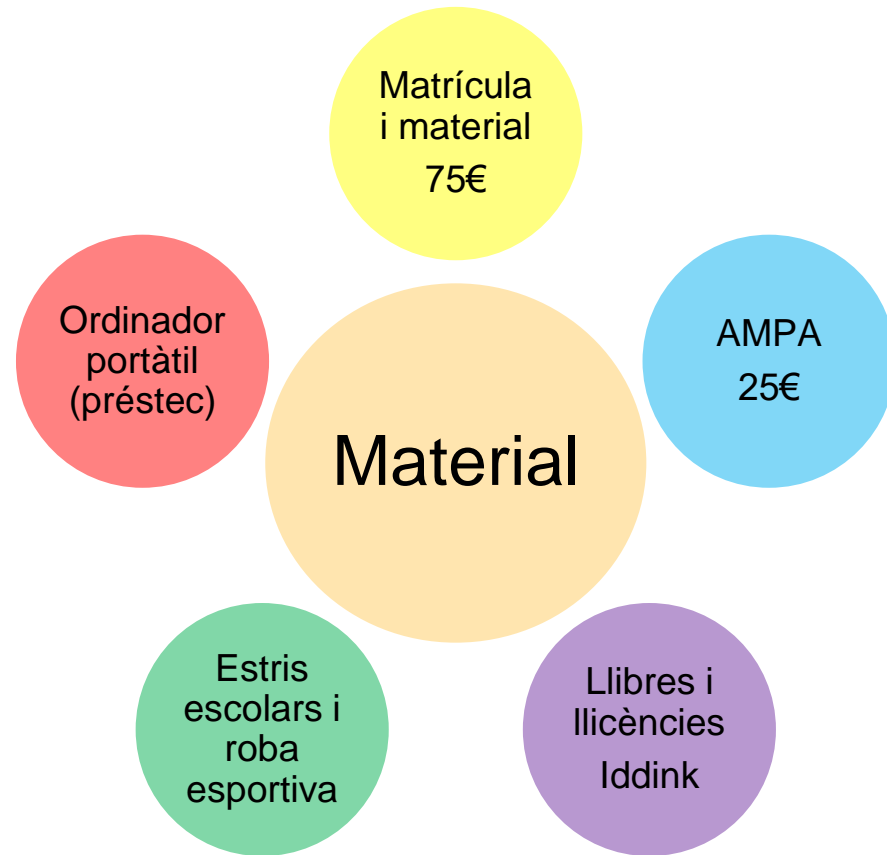 Matrícula
i material
75€
Ordinador
portàtil
(préstec)
AMPA
25€
Material
Estris
escolars i
roba
esportiva
Llibres i
llicències
Iddink